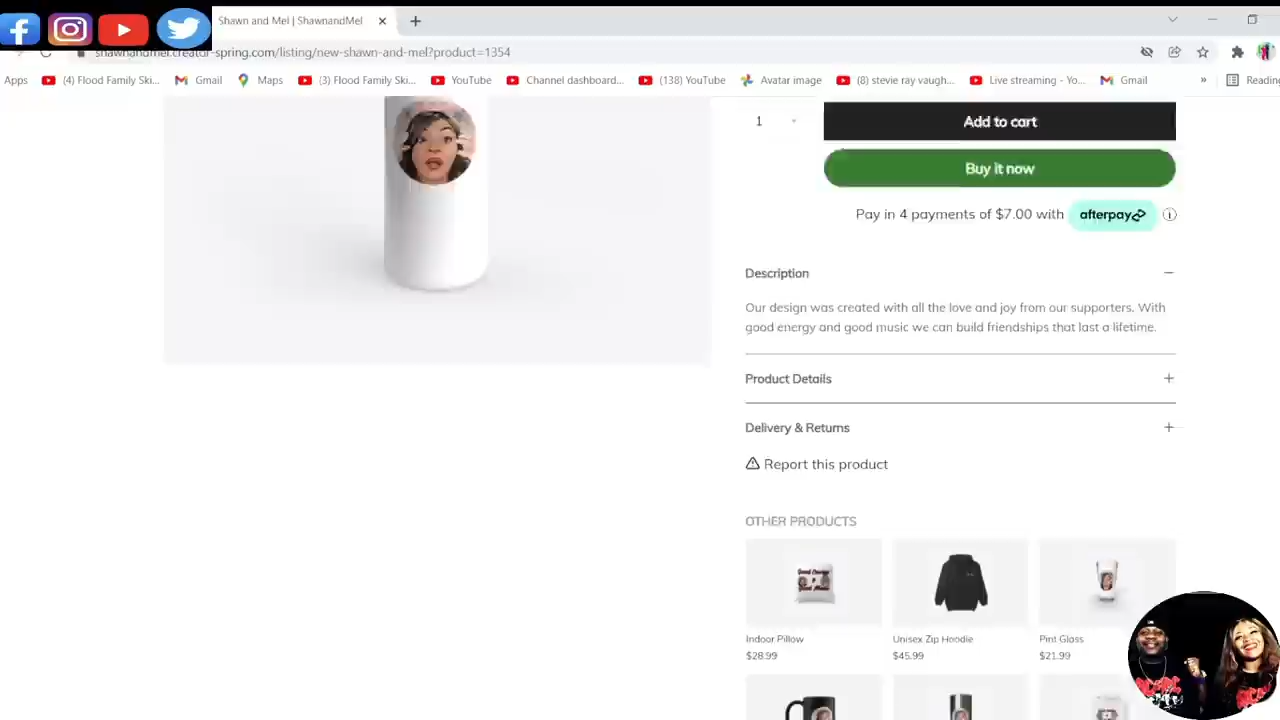 Shawn and Mel | ShawnandMel
shawnandmel.creator-spring.com/listing/new-shawn-and-mel?product=1354
Apps
(4) Flood Family Ski...
Gmail
Maps
(3) Flood Family Ski...
YouTube
Channel dashboard...
(138) YouTube
Avatar image
(8) stevie ray vaugh...
Live streaming - Yo...
Gmail
»
Reading
1
Add to cart
Buy it now
Pay in 4 payments of $7.00 with afterpay
Description
Our design was created with all the love and joy from our supporters. With
good energy and good music we can build friendships that last a lifetime.
Product Details
Delivery & Returns
Report this product
OTHER PRODUCTS
Good Energy
Good Music
Indoor Pillow
$28.99
Unisex Zip Hoodie
$45.99
Pint Glass
$21.99